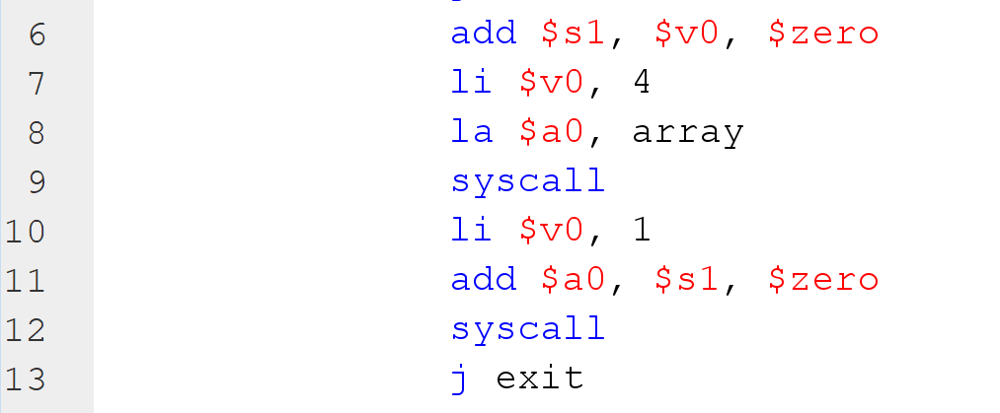 6 add $s1, $v0, $zero
7 li $v0, 4
8 la $a0, array
9 syscall
10 li $v0, 1
11 add $a0, $s1, $zero
12 syscall
13 j exit